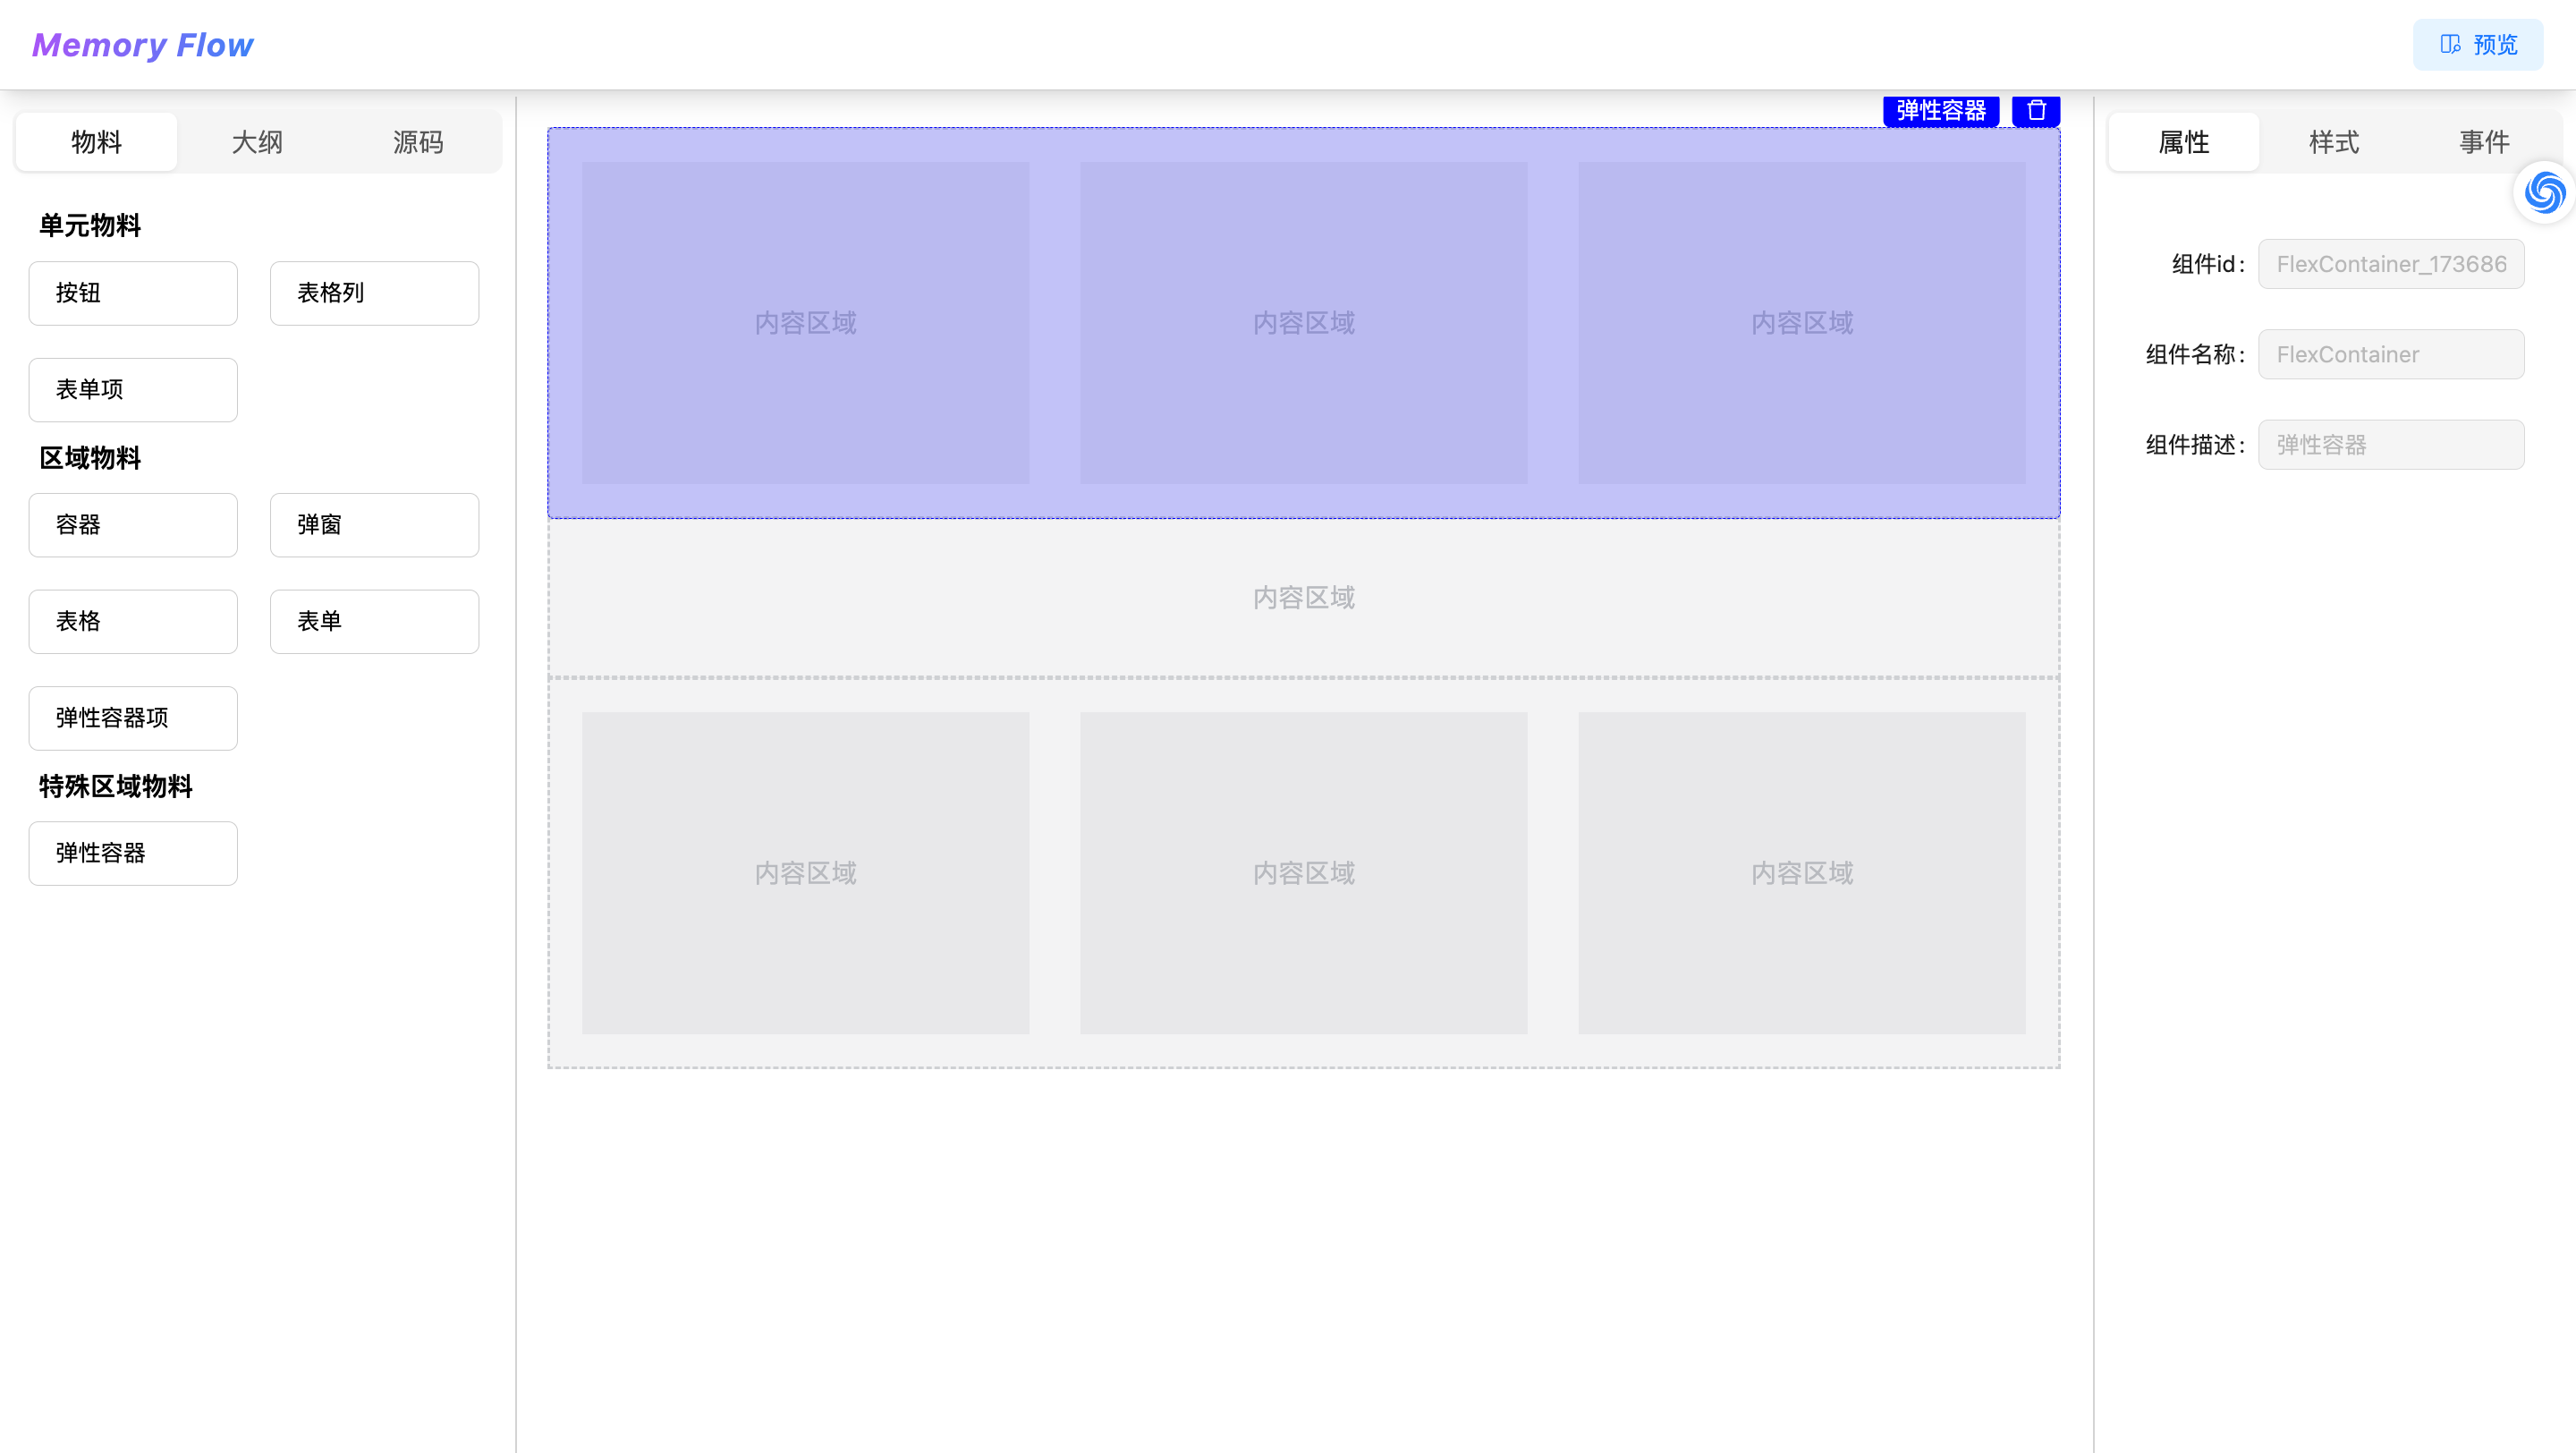 Memory Flow
预览
物料 大纲 源码
单元物料
按钮 表格列
表单项
区域物料
容器 弹窗
表格 表单
弹性容器项
特殊区域物料
弹性容器
弹性容器
内容区域 内容区域 内容区域
内容区域
内容区域 内容区域 内容区域
属性 样式 事件
组件id: FlexContainer_173686
组件名称: FlexContainer
组件描述: 弹性容器